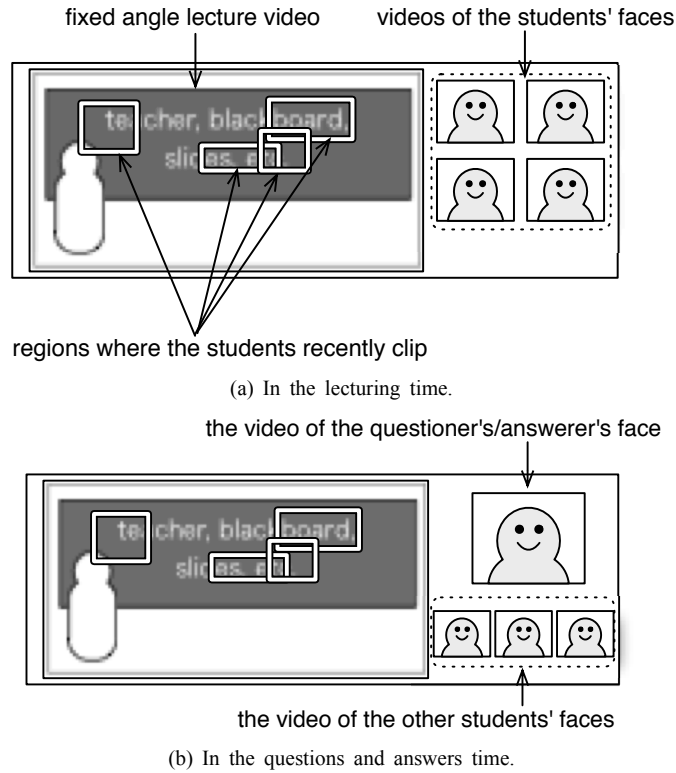 fixed angle lecture video
videos of the students' faces
teacher, blackboard,
slides, etc.
regions where the students recently clip
(a) In the lecturing time.
the video of the questioner's/answerer's face
teacher, blackboard,
slides, etc.
the video of the other students' faces
(b) In the questions and answers time.